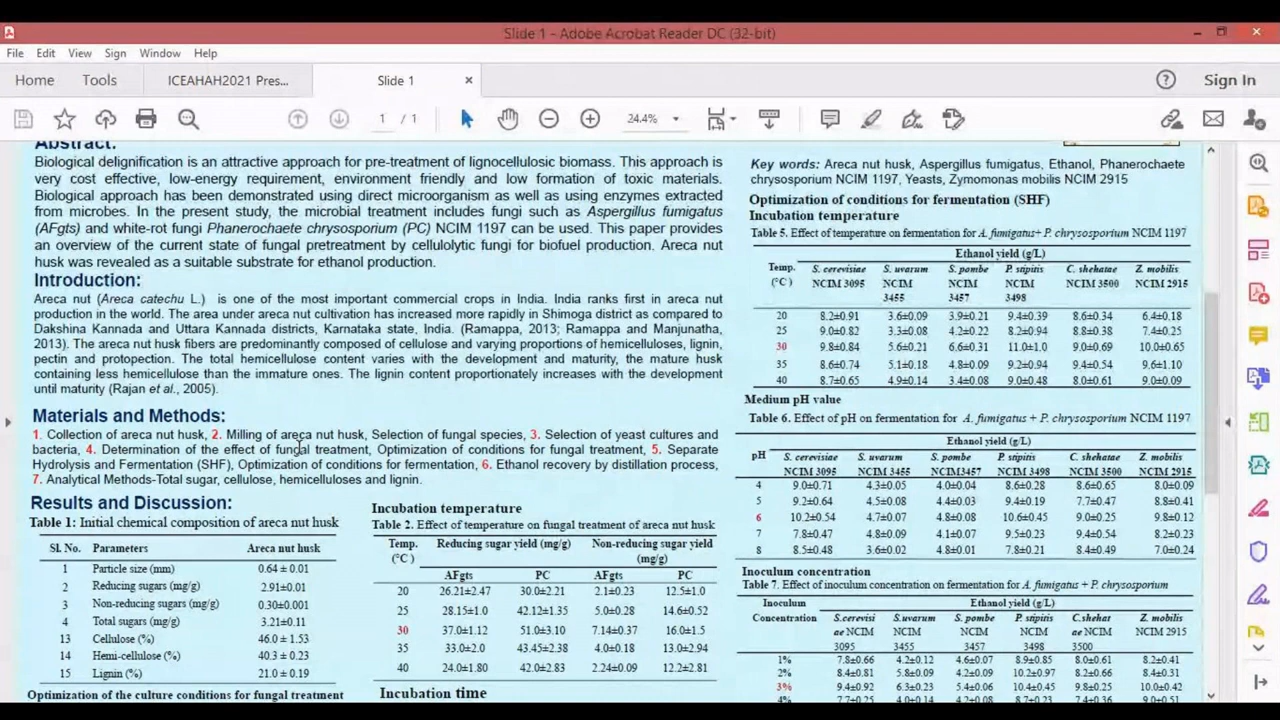 Slide 1 - Adobe Acrobat Reader DC (32-bit)
File Edit View Sign Window Help
Home Tools ICEAHAH2021 Pres... Slide 1 Sign In
1 / 1 24.4%
Abstract:
Biological delignification is an attractive approach for pre-treatment of lignocellulosic biomass. This approach is
very cost effective, low-energy requirement, environment friendly and low formation of toxic materials.
Biological approach has been demonstrated using direct microorganism as well as using enzymes extracted
from microbes. In the present study, the microbial treatment includes fungi such as Aspergillus fumigatus
(AFgts) and white-rot fungi Phanerochaete chrysosporium (PC) NCIM 1197 can be used. This paper provides
an overview of the current state of fungal pretreatment by cellulolytic fungi for biofuel production. Areca nut
husk was revealed as a suitable substrate for ethanol production.
Introduction:
Areca nut (Areca catechu L.) is one of the most important commercial crops in India. India ranks first in areca nut
production in the world. The area under areca nut cultivation has increased more rapidly in Shimoga district as compared to
Dakshina Kannada and Uttara Kannada districts, Karnataka state, India. (Ramappa, 2013; Ramappa and Manjunatha,
2013). The areca nut husk fibers are predominantly composed of cellulose and varying proportions of hemicelluloses, lignin,
pectin and protopection. The total hemicellulose content varies with the development and maturity, the mature husk
containing less hemicellulose than the immature ones. The lignin content proportionately increases with the development
until maturity (Rajan et al., 2005).
Materials and Methods:
1. Collection of areca nut husk, 2. Milling of areca nut husk, Selection of fungal species, 3. Selection of yeast cultures and
bacteria, 4. Determination of the effect of fungal treatment, Optimization of conditions for fungal treatment, 5. Separate
Hydrolysis and Fermentation (SHF), Optimization of conditions for fermentation, 6. Ethanol recovery by distillation process,
7. Analytical Methods-Total sugar, cellulose, hemicelluloses and lignin.
Results and Discussion:
Table 1: Initial chemical composition of areca nut husk
Sl. No. Parameters Areca nut husk
1 Particle size (mm) 0.64 ± 0.01
2 Reducing sugars (mg/g) 2.91±0.01
3 Non-reducing sugars (mg/g) 0.30±0.001
4 Total sugars (mg/g) 3.21±0.11
13 Cellulose (%) 46.0 ± 1.53
14 Hemi-cellulose (%) 40.3 ± 0.23
15 Lignin (%) 21.0 ± 0.19
Optimization of the culture conditions for fungal treatment
Incubation temperature
Table 2. Effect of temperature on fungal treatment of areca nut husk
Temp. Reducing sugar yield (mg/g) Non-reducing sugar yield
(°C) (mg/g)
AFgts PC AFgts PC
20 26.21±2.47 30.0±2.21 2.1±0.23 12.5±1.0
25 28.15±1.0 42.12±1.35 5.0±0.28 14.6±0.52
30 37.0±1.12 51.0±3.10 7.14±0.37 16.0±1.5
35 33.0±2.0 43.45±2.38 4.0±0.18 13.0±2.94
40 24.0±1.80 42.0±2.83 2.24±0.09 12.2±2.81
Incubation time
Key words: Areca nut husk, Aspergillus fumigatus, Ethanol, Phanerochaete
chrysosporium NCIM 1197, Yeasts, Zymomonas mobilis NCIM 2915
Optimization of conditions for fermentation (SHF)
Incubation temperature
Table 5. Effect of temperature on fermentation for A. fumigatus+ P. chrysosporium NCIM 1197
Ethanol yield (g/L)
Temp. S. cerevisiae S. uvarum S. pombe P. stipitis C. shehatae Z. mobilis
(°C) NCIM 3095 NCIM NCIM NCIM NCIM 3500 NCIM 2915
3455 3457 3498
20 8.2±0.91 3.6±0.09 3.9±0.21 9.4±0.39 8.6±0.34 6.4±0.18
25 9.0±0.82 3.3±0.08 4.2±0.22 8.2±0.94 8.8±0.38 7.4±0.25
30 9.8±0.84 5.6±0.21 6.6±0.31 11.0±1.0 9.0±0.69 10.0±0.65
35 8.6±0.74 5.1±0.18 4.8±0.09 9.2±0.94 9.4±0.54 9.6±1.10
40 8.7±0.65 4.9±0.14 3.4±0.08 9.0±0.48 8.0±0.61 9.0±0.09
Medium pH value
Table 6. Effect of pH on fermentation for A. fumigatus + P. chrysosporium NCIM 1197
Ethanol yield (g/L)
pH S. cerevisiae S. uvarum S. pombe P. stipitis C. shehatae Z. mobilis
NCIM 3095 NCIM 3455 NCIM3457 NCIM 3498 NCIM 3500 NCIM 2915
4 9.0±0.71 4.3±0.05 4.0±0.04 8.6±0.28 8.6±0.65 8.0±0.09
5 9.2±0.64 4.5±0.08 4.4±0.03 9.4±0.19 7.7±0.47 8.8±0.41
6 10.2±0.54 4.7±0.07 4.8±0.08 10.6±0.45 9.0±0.25 9.8±0.12
7 7.8±0.47 4.8±0.09 4.1±0.07 9.5±0.23 9.4±0.54 8.2±0.23
8 8.5±0.48 3.6±0.02 4.8±0.01 7.8±0.21 8.4±0.49 7.0±0.24
Inoculum concentration
Table 7. Effect of inoculum concentration on fermentation for A. fumigatus + P. chrysosporium
Inoculum Ethanol yield (g/L)
Concentration S.cerevisi S.uvarum S. pombe P. stipitis C.shehat Z. mobilis
ae NCIM NCIM NCIM NCIM ae NCIM NCIM 2915
3095 3455 3457 3498 3500
1% 7.8±0.66 4.2±0.12 4.6±0.07 8.9±0.85 8.0±0.61 8.2±0.41
2% 8.4±0.81 5.8±0.09 4.2±0.09 10.2±0.97 8.2±0.66 8.4±0.31
3% 9.4±0.92 6.3±0.23 5.4±0.06 10.4±0.45 9.8±0.25 10.0±0.42
4%